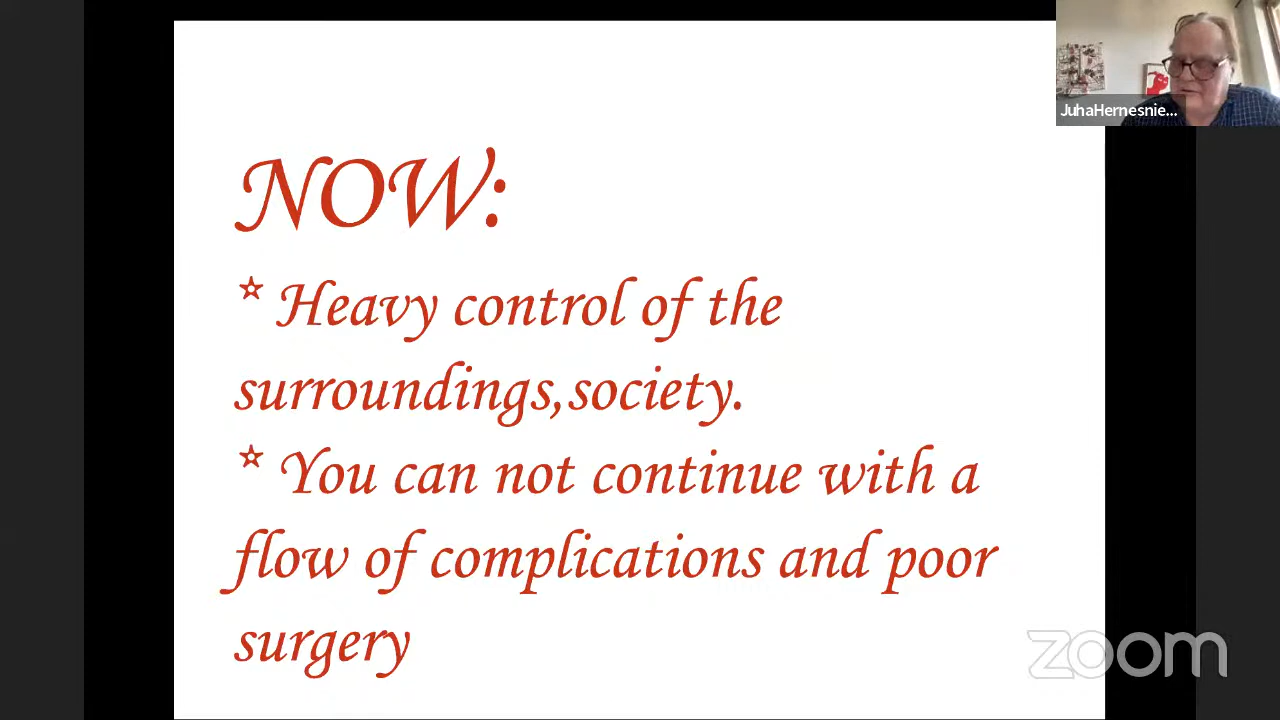 JuhaHernesnie...
NOW:
* Heavy control of the
surroundings,society.
* You can not continue with a
flow of complications and poor
surgery
zoom